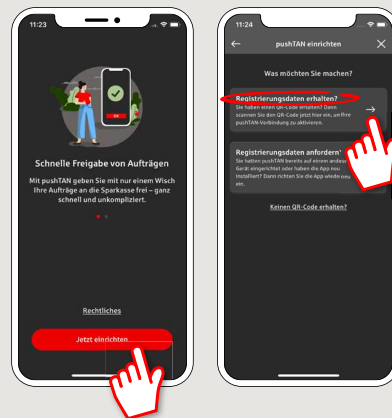 11:23
Schnelle Freigabe von Aufträgen
Mit pushTAN geben Sie mit nur einem Wisch
Ihre Aufträge an die Sparkasse frei – ganz
schnell und unkompliziert.
Rechtliches
Jetzt einrichten
11:24
pushTAN einrichten
Was möchten Sie machen?
Registrierungsdaten erhalten?
Sie haben einen QR-Code erhalten? Dann
scannen Sie den QR-Code jetzt hier ein, um Ihre
pushTAN-Verbindung zu aktivieren.
Registrierungsdaten anfordern
Sie hatten pushTAN bereits auf einem
Gerät eingerichtet oder haben die App neu
installiert? Dann richten Sie die App wieder neu
ein.
Keinen QR-Code erhalten?